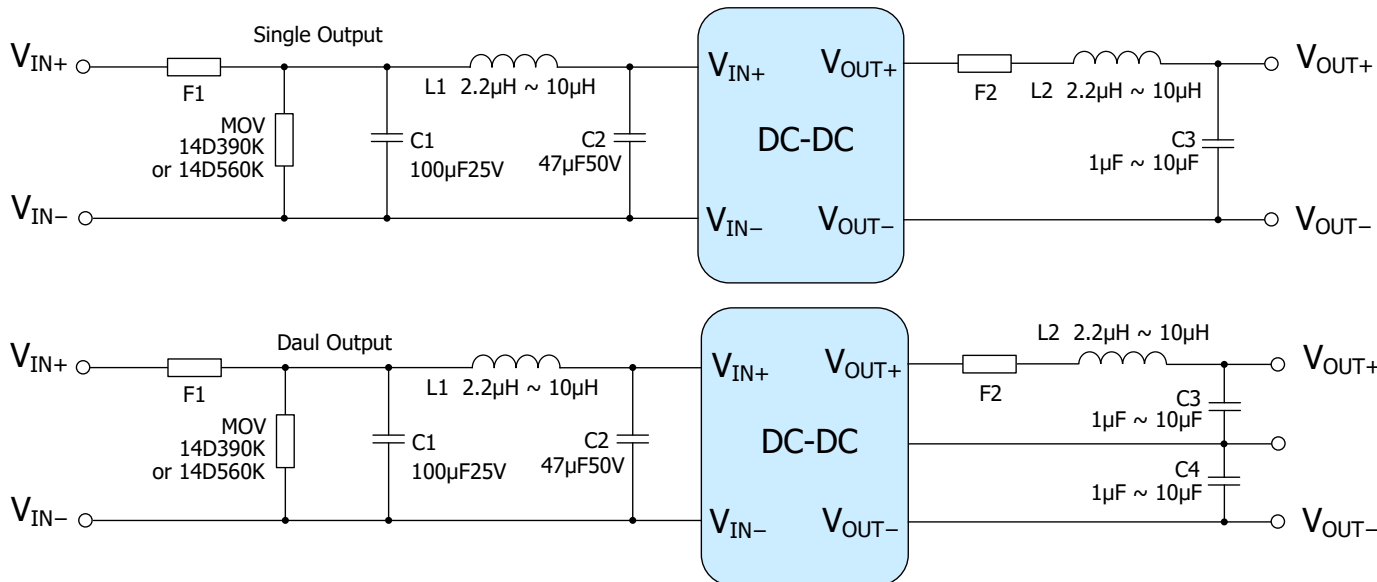 Single Output
VIN+
F1
MOV
14D390K
or 14D560K
C1
100µF25V
L1 2.2µH ~ 10µH
C2
47µF50V
VIN−
VIN+
VOUT+
DC-DC
VIN−
VOUT−
F2
L2 2.2µH ~ 10µH
C3
1µF ~ 10µF
VOUT+
VOUT−
Daul Output
VIN+
F1
MOV
14D390K
or 14D560K
C1
100µF25V
L1 2.2µH ~ 10µH
C2
47µF50V
VIN−
VIN+
VOUT+
DC-DC
VIN−
VOUT−
L2 2.2µH ~ 10µH
F2
C3
1µF ~ 10µF
C4
1µF ~ 10µF
VOUT+
VOUT−